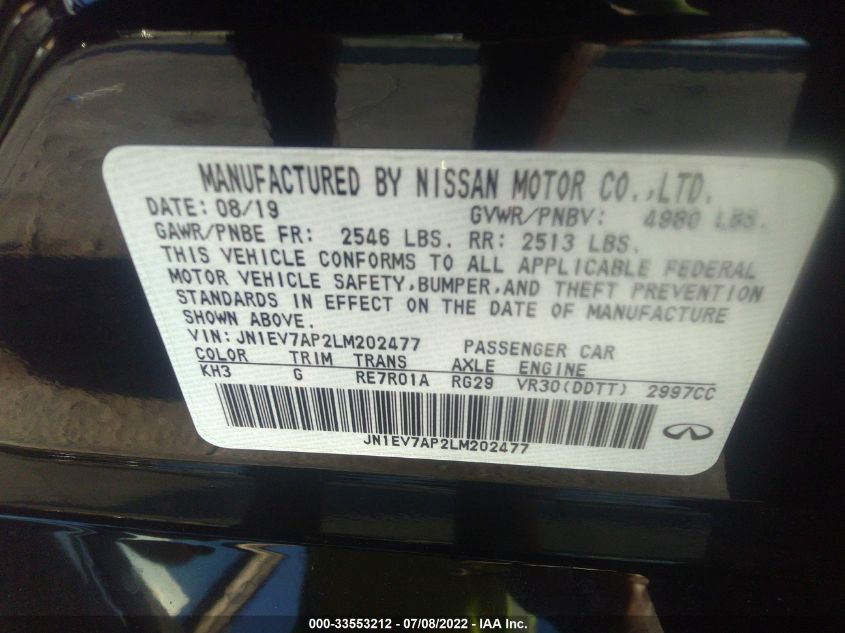 MANUFACTURED BY NISSAN MOTOR CO.,LTD.
DATE: 08/19 GVWR/PNBV: 4980 LBS.
GAWR/PNBE FR: 2546 LBS. RR: 2513 LBS.
THIS VEHICLE CONFORMS TO ALL APPLICABLE FEDERAL
MOTOR VEHICLE SAFETY,BUMPER,AND THEFT PREVENTION
STANDARDS IN EFFECT ON THE DATE OF MANUFACTURE
SHOWN ABOVE.
VIN: JN1EV7AP2LM202477 PASSENGER CAR
COLOR TRIM TRANS AXLE ENGINE
KH3 G RE7R01A RG29 VR30(DDTT) 2997CC
JN1EV7AP2LM202477
000-33553212 - 07/08/2022 - IAA Inc.